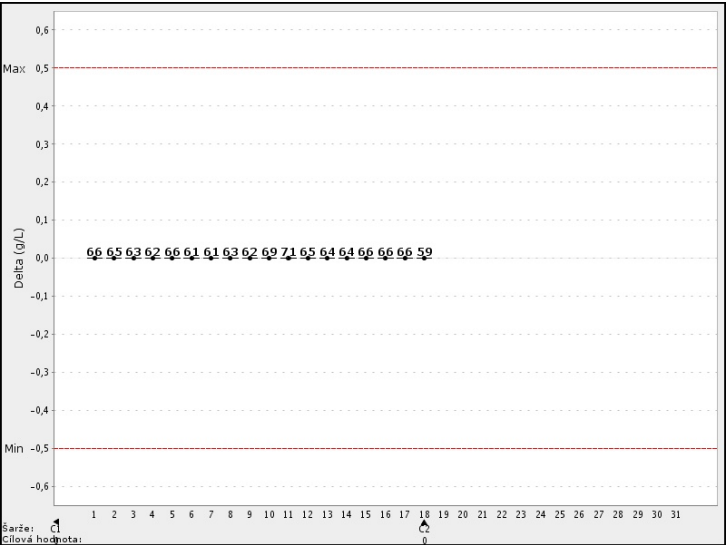 0,6
Max 0,5
0,4
0,3
0,2
0,1
66 65 63 62 66 61 61 63 62 69 71 65 64 64 66 66 66 59
Delta (g/L)
0,0
-0,1
-0,2
-0,3
-0,4
Min -0,5
-0,6
1 2 3 4 5 6 7 8 9 10 11 12 13 14 15 16 17 18 19 20 21 22 23 24 25 26 27 28 29 30 31
Šarže: C1 C2
Cílová hodnota: 0 0